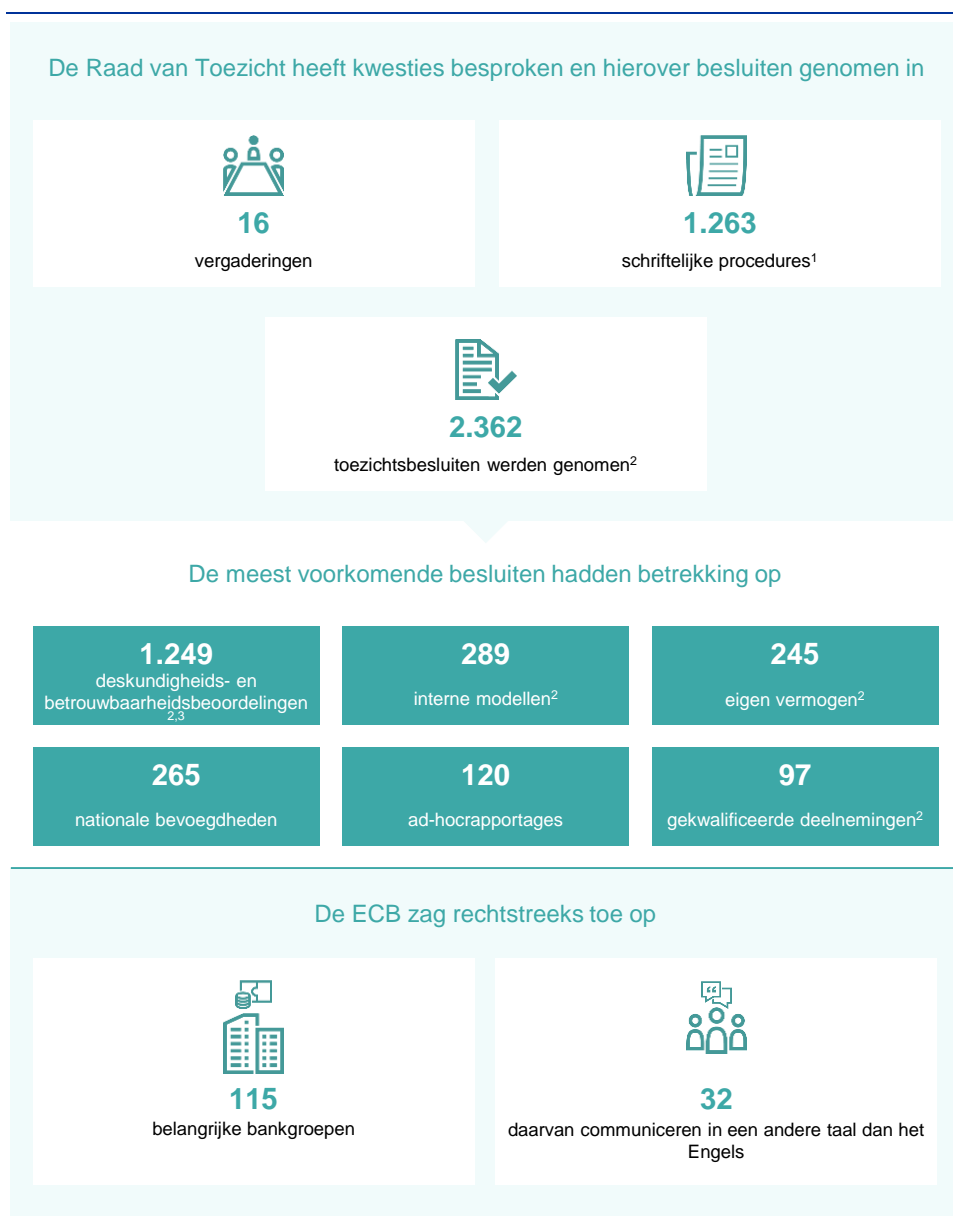 De Raad van Toezicht heeft kwesties besproken en hierover besluiten genomen in
16
vergaderingen
1.263
schriftelijke procedures¹
2.362
toezichtsbesluiten werden genomen²
De meest voorkomende besluiten hadden betrekking op
1.249
deskundigheids- en
betrouwbaarheidsbeoordelingen
2,3
289
interne modellen²
245
eigen vermogen²
265
nationale bevoegdheden
120
ad-hocrapportages
97
gekwalificeerde deelnemingen²
De ECB zag rechtstreeks toe op
115
belangrijke bankgroepen
32
daarvan communiceren in een andere taal dan het
Engels